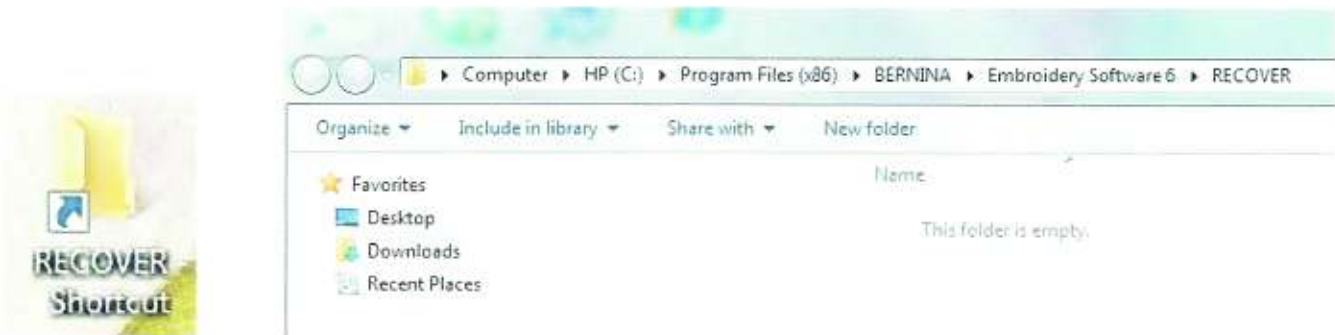 RECOVER
Shortcut
Computer ▸ HP (C:) ▸ Program Files (x86) ▸ BERNINA ▸ Embroidery Software 6 ▸ RECOVER
Organize Include in library Share with New folder
Name
Favorites
This folder is empty.
Desktop
Downloads
Recent Places